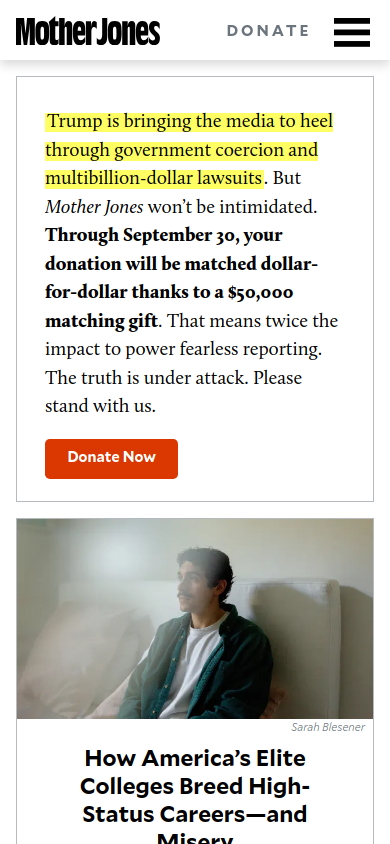 Mother Jones
DONATE
Trump is bringing the media to heel
through government coercion and
multibillion-dollar lawsuits. But
Mother Jones won’t be intimidated.
Through September 30, your
donation will be matched dollar-
for-dollar thanks to a $50,000
matching gift. That means twice the
impact to power fearless reporting.
The truth is under attack. Please
stand with us.
Donate Now
Sarah Blesener
How America’s Elite
Colleges Breed High-
Status Careers—and
Misery